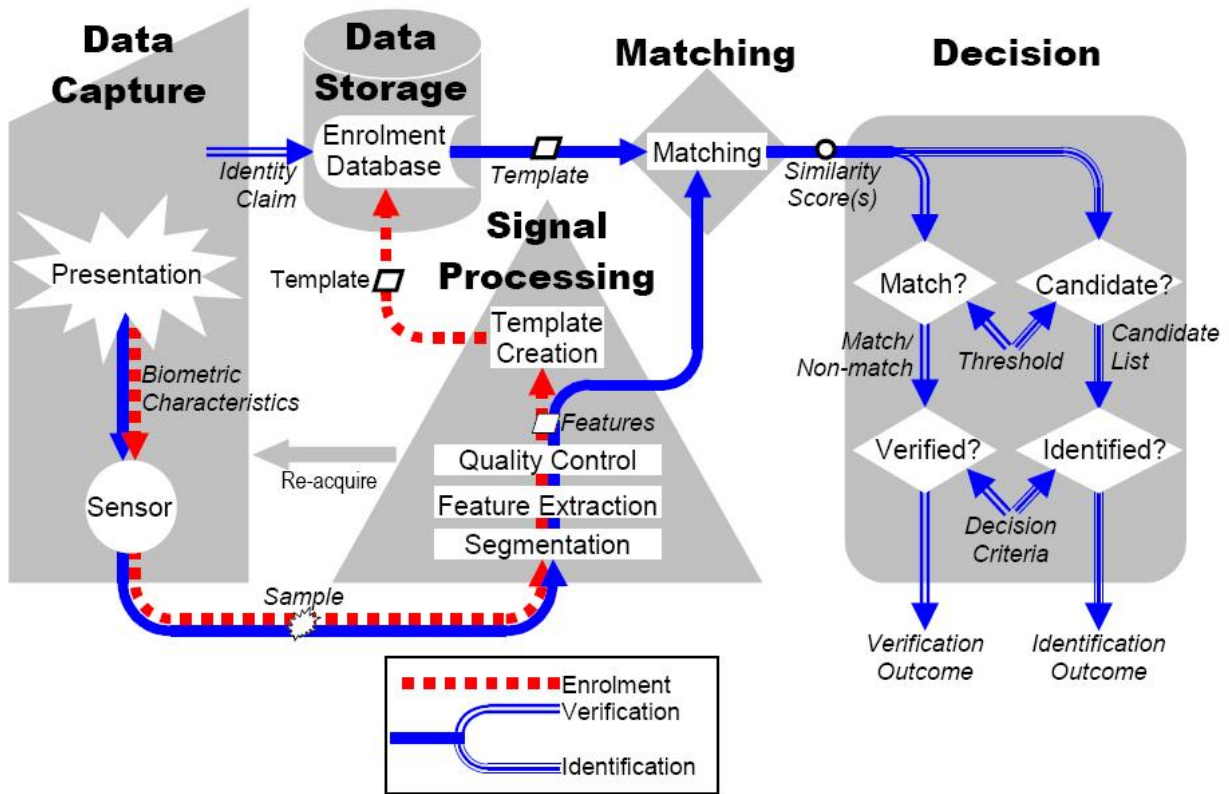 Data
Capture
Data
Storage
Matching
Decision
Enrolment
Database
Identity
Claim
Template
Matching
Similarity
Score(s)
Presentation
Template
Signal
Processing
Template
Creation
Match?
Candidate?
Match/
Non-match
Threshold
Candidate
List
Biometric
Characteristics
Features
Quality Control
Feature Extraction
Segmentation
Re-acquire
Sensor
Verified?
Identified?
Decision
Criteria
Sample
Verification
Outcome
Identification
Outcome
Enrolment
Verification
Identification